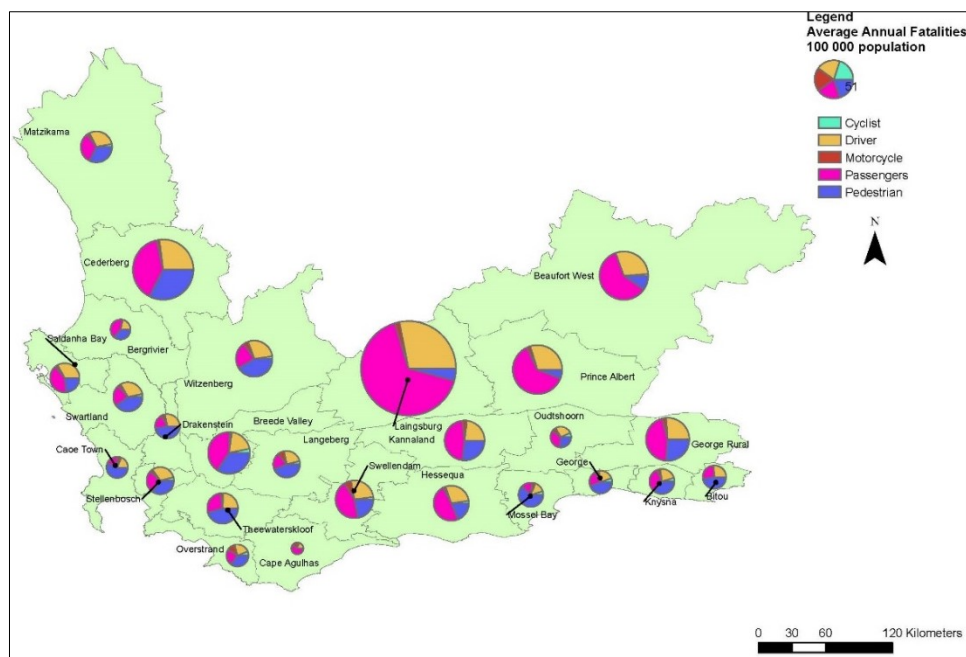 Legend
Average Annual Fatalities
100 000 population
51
Cyclist
Driver
Motorcycle
Passengers
Pedestrian
N
Matzikama
Cederberg
Beaufort West
Saldanha Bay
Bergrivier
Witzenberg
Prince Albert
Laingsburg
Kannaland
Swartland
Drakenstein
Breede Valley
Langeberg
Oudtshoorn
George Rural
Caoe Town
Swellendam
Hessequa
George
Stellenbosch
Mossel Bay
Knysna
Bitou
Theewaterskloof
Overstrand
Cape Agulhas
0 30 60 120 Kilometers